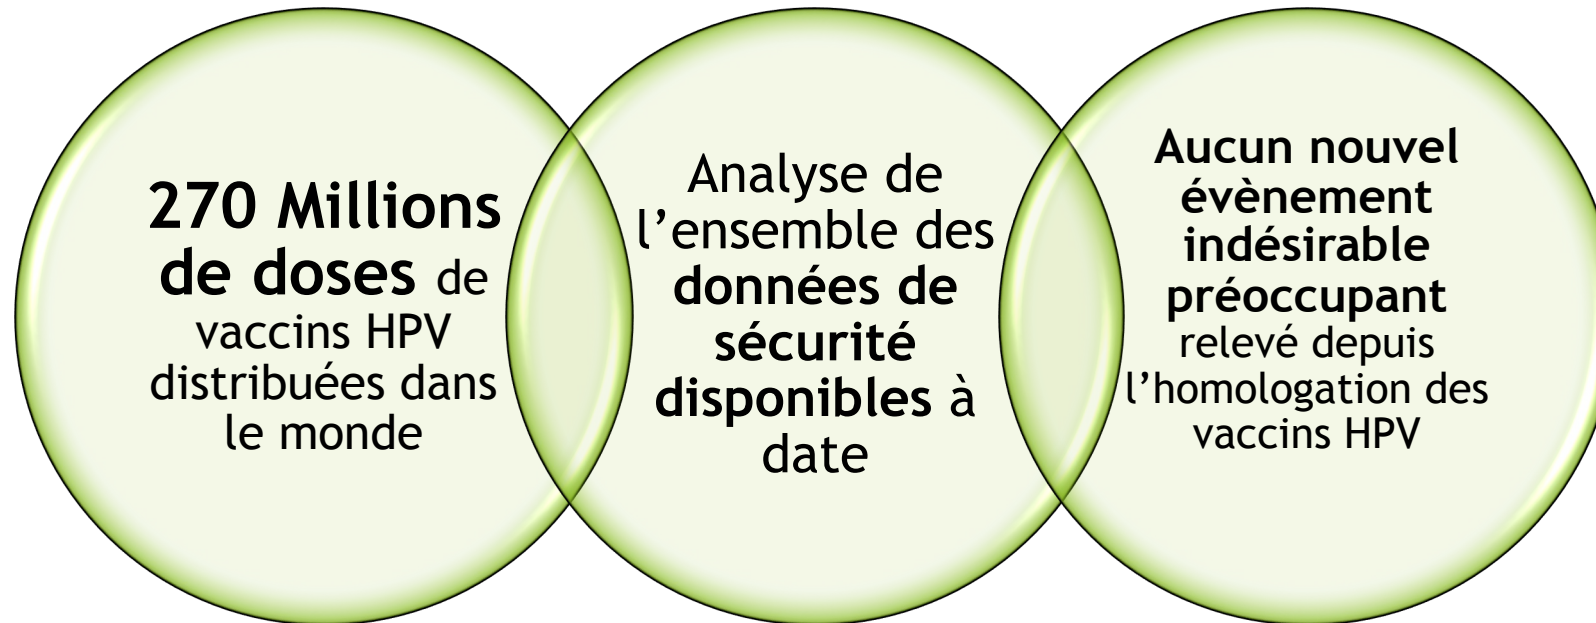 270 Millions
de doses de
vaccins HPV
distribuées dans
le monde
Analyse de
l’ensemble des
données de
sécurité
disponibles à
date
Aucun nouvel
évènement
indésirable
préoccupant
relevé depuis
l’homologation des
vaccins HPV